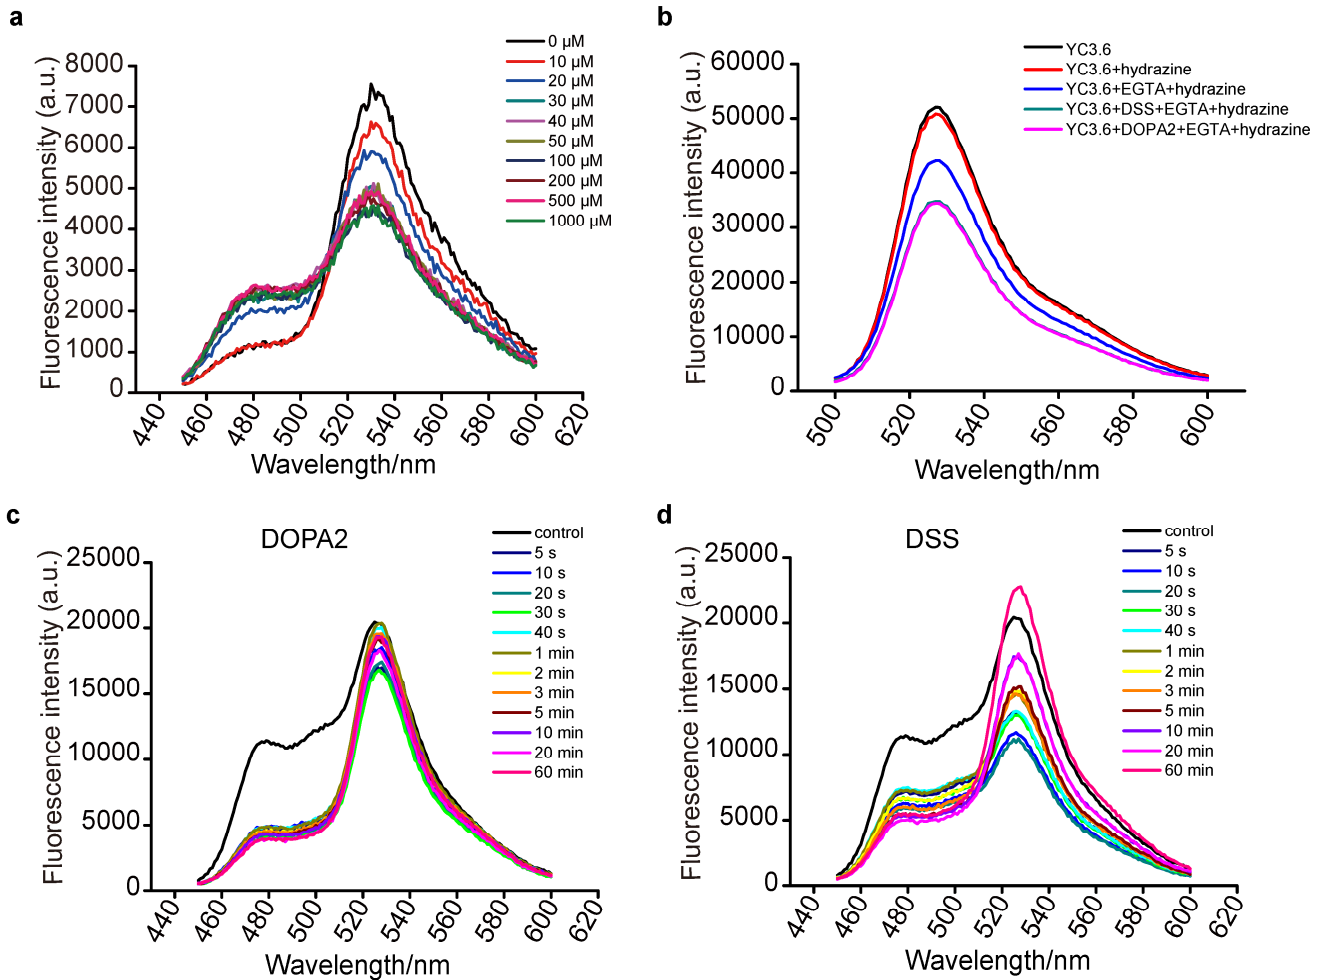 a
Fluorescence intensity (a.u.)
8000
7000
6000
5000
4000
3000
2000
1000
0
440
460
480
500
520
540
560
580
600
620
Wavelength/nm
0 µM
10 µM
20 µM
30 µM
40 µM
50 µM
100 µM
200 µM
500 µM
1000 µM
b
Fluorescence intensity (a.u.)
60000
50000
40000
30000
20000
10000
0
500
520
540
560
580
600
Wavelength/nm
YC3.6
YC3.6+hydrazine
YC3.6+EGTA+hydrazine
YC3.6+DSS+EGTA+hydrazine
YC3.6+DOPA2+EGTA+hydrazine
c
DOPA2
Fluorescence intensity (a.u.)
25000
20000
15000
10000
5000
0
440
460
480
500
520
540
560
580
600
620
Wavelength/nm
control
5 s
10 s
20 s
30 s
40 s
1 min
2 min
3 min
5 min
10 min
20 min
60 min
d
DSS
Fluorescence intensity (a.u.)
25000
20000
15000
10000
5000
0
440
460
480
500
520
540
560
580
600
620
Wavelength/nm
control
5 s
10 s
20 s
30 s
40 s
1 min
2 min
3 min
5 min
10 min
20 min
60 min